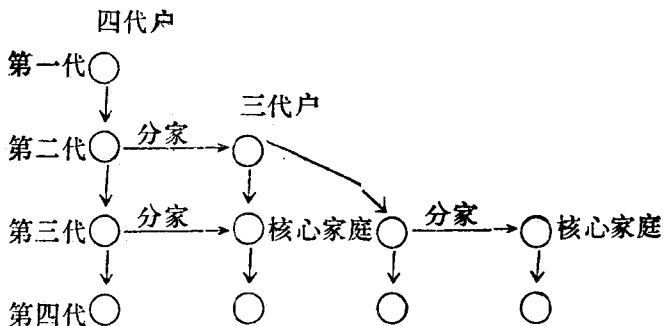 四代户
第一代
三代户
第二代 分家
第三代 分家 核心家庭 分家 核心家庭
第四代